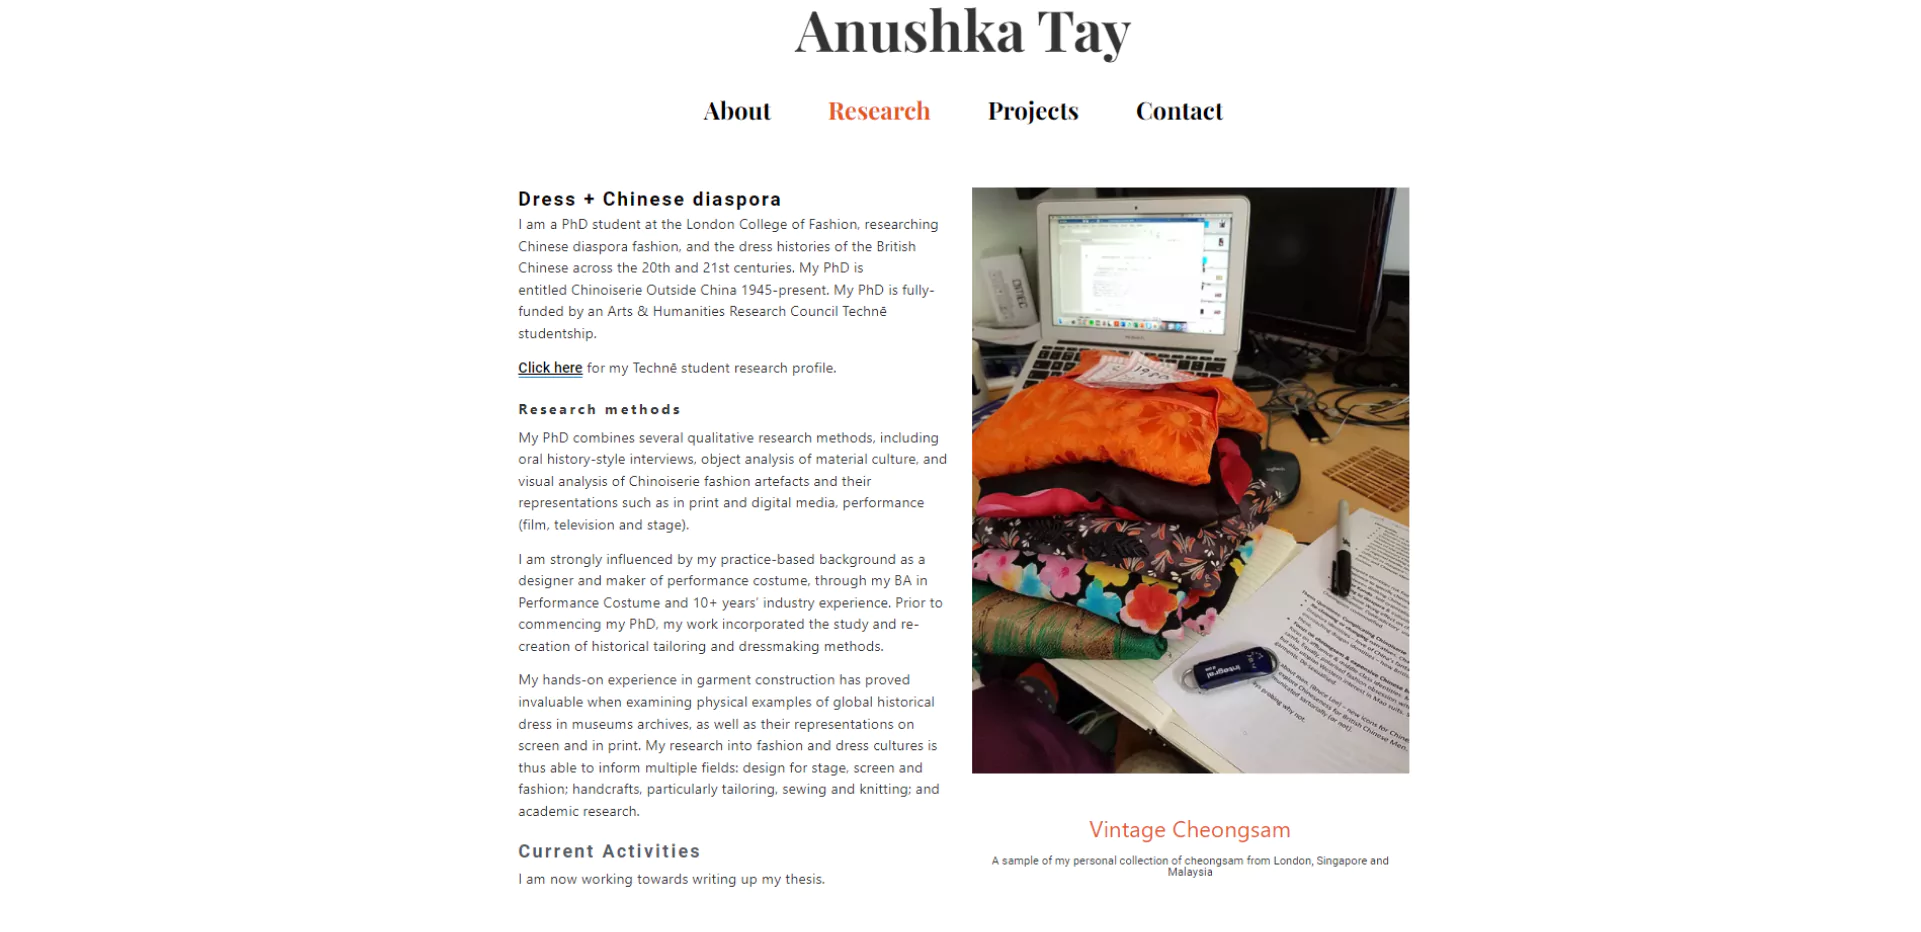 Anushka Tay
About Research Projects Contact
Dress + Chinese diaspora
I am a PhD student at the London College of Fashion, researching
Chinese diaspora fashion, and the dress histories of the British
Chinese across the 20th and 21st centuries. My PhD is
entitled Chinoiserie Outside China 1945-present. My PhD is fully-
funded by an Arts & Humanities Research Council Technē
studentship.
Click here for my Technē student research profile.
Research methods
My PhD combines several qualitative research methods, including
oral history-style interviews, object analysis of material culture, and
visual analysis of Chinoiserie fashion artefacts and their
representations such as in print and digital media, performance
(film, television and stage).
I am strongly influenced by my practice-based background as a
designer and maker of performance costume, through my BA in
Performance Costume and 10+ years’ industry experience. Prior to
commencing my PhD, my work incorporated the study and re-
creation of historical tailoring and dressmaking methods.
My hands-on experience in garment construction has proved
invaluable when examining physical examples of global historical
dress in museums archives, as well as their representations on
screen and in print. My research into fashion and dress cultures is
thus able to inform multiple fields: design for stage, screen and
fashion; handcrafts, particularly tailoring, sewing and knitting; and
academic research.
Current Activities
I am now working towards writing up my thesis.
1980
integral
Vintage Cheongsam
A sample of my personal collection of cheongsam from London, Singapore and
Malaysia